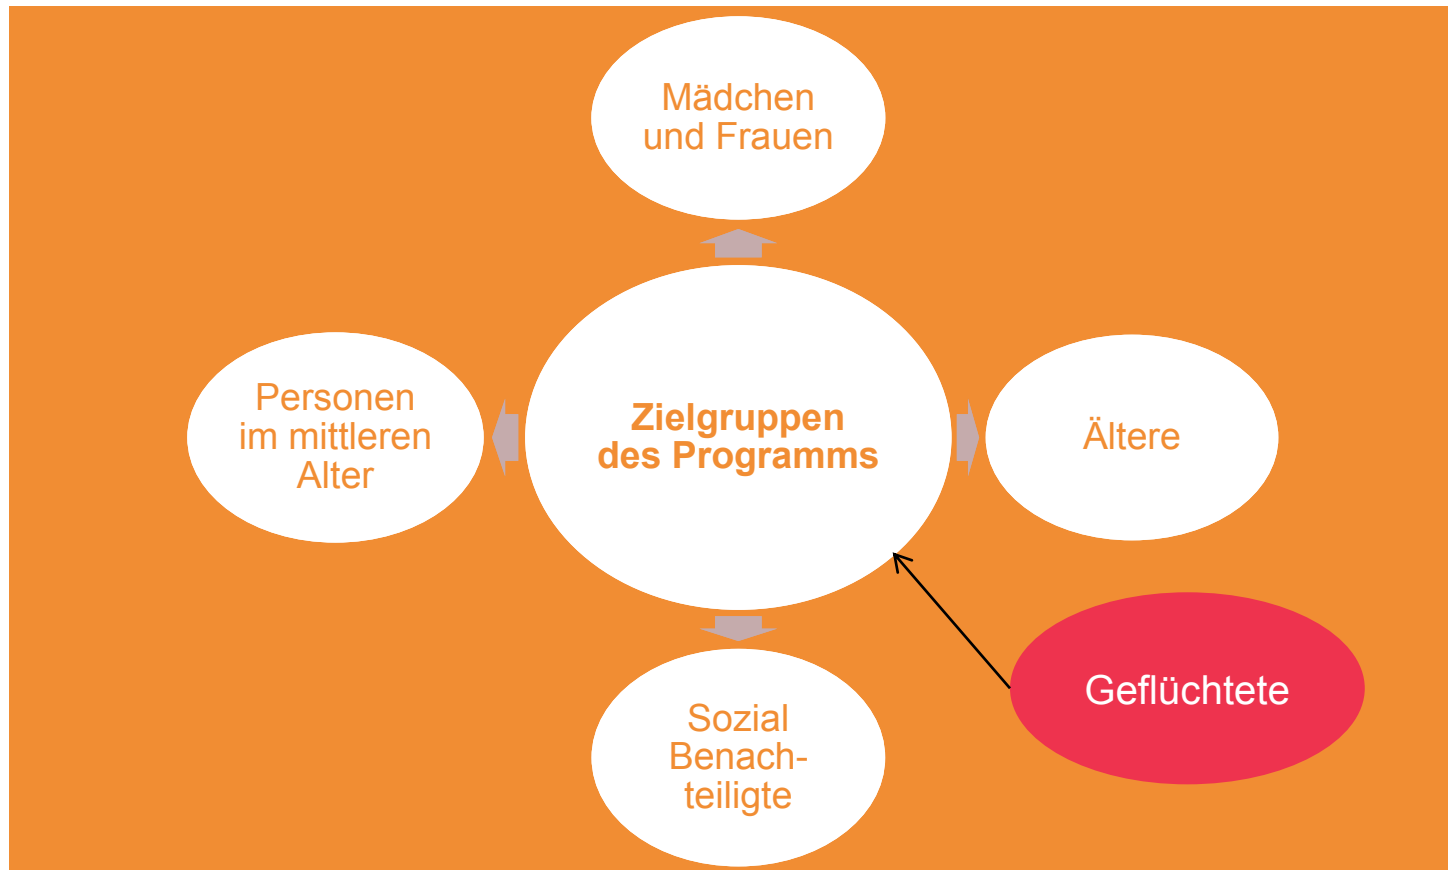 Mädchen
und Frauen
Personen
im mittleren
Alter
Zielgruppen
des Programms
Ältere
Geflüchtete
Sozial
Benach-
teiligte